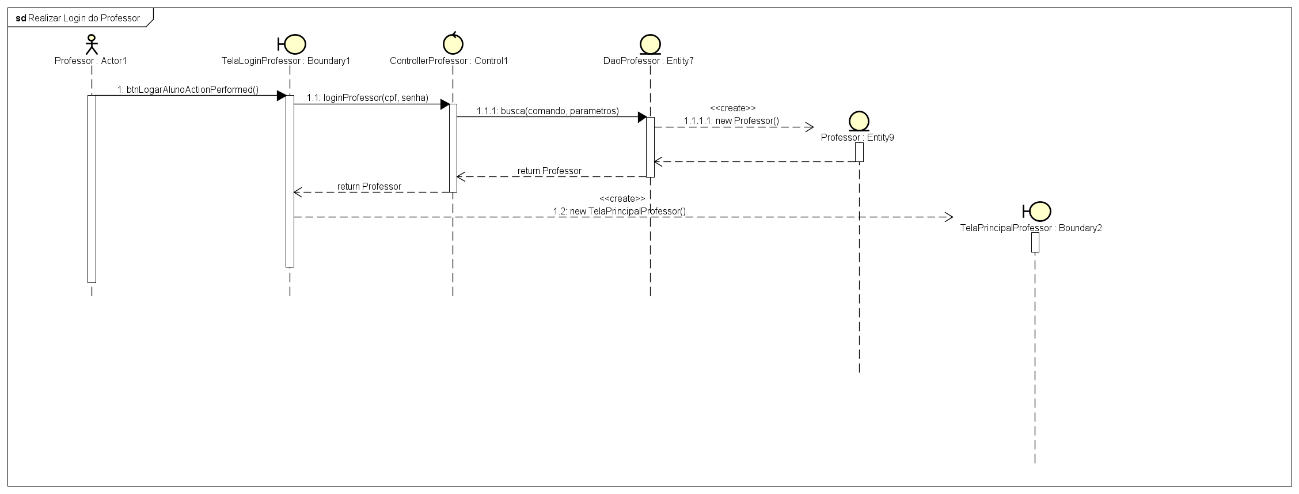 sd Realizar Login do Professor
Professor : Actor1
TelaLoginProfessor : Boundary1
ControllerProfessor : Control1
DaoProfessor : Entity7
1: btnLogarAlunoActionPerformed()
1.1: loginProfessor(cpf, senha)
1.1.1: busca(comando, parametros)
<<create>>
1.1.1.1: new Professor()
Professor : Entity9
return Professor
return Professor
<<create>>
1.2: new TelaPrincipalProfessor()
TelaPrincipalProfessor : Boundary2